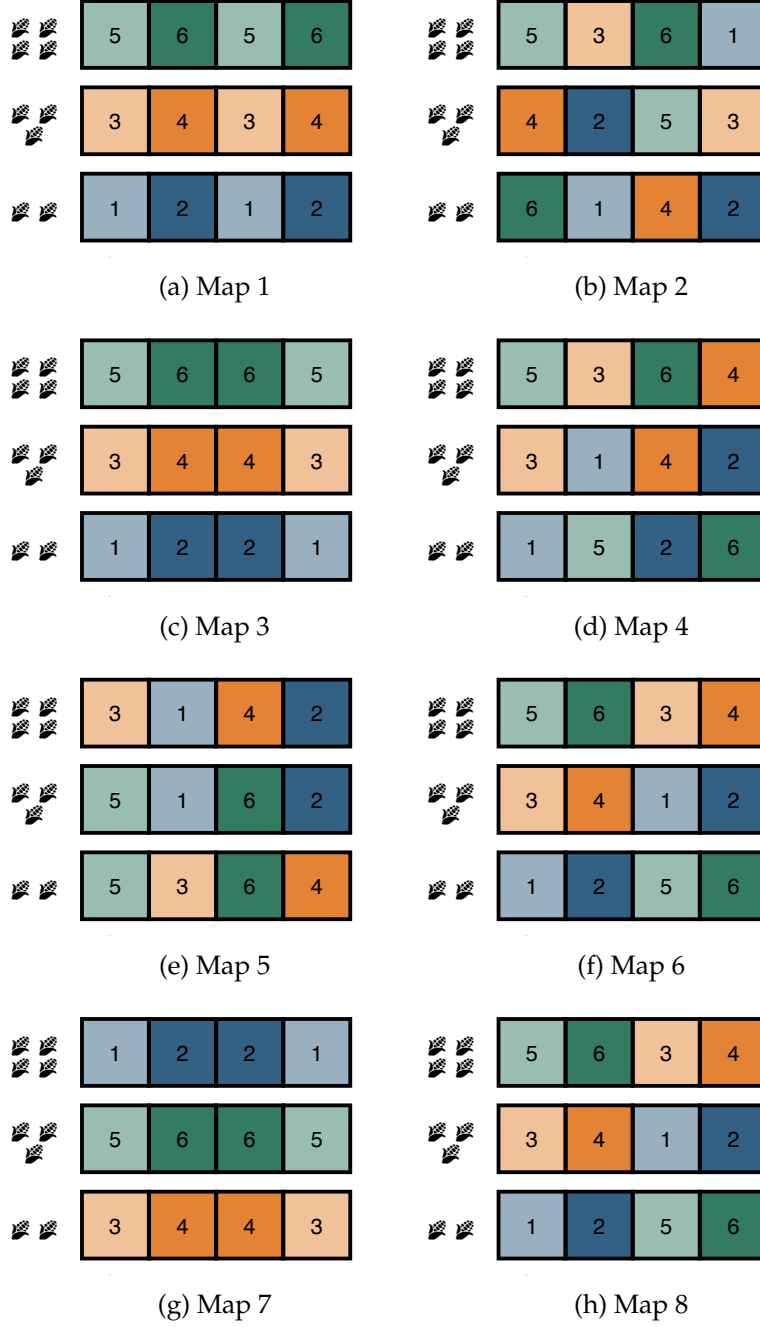 5 6 5 6 5 3 6 1
3 4 3 4 4 2 5 3
1 2 1 2 6 1 4 2
(a) Map 1 (b) Map 2
5 6 6 5 5 3 6 4
3 4 4 3 3 1 4 2
1 2 2 1 1 5 2 6
(c) Map 3 (d) Map 4
3 1 4 2 5 6 3 4
5 1 6 2 3 4 1 2
5 3 6 4 1 2 5 6
(e) Map 5 (f) Map 6
1 2 2 1 5 6 3 4
5 6 6 5 3 4 1 2
3 4 4 3 1 2 5 6
(g) Map 7 (h) Map 8